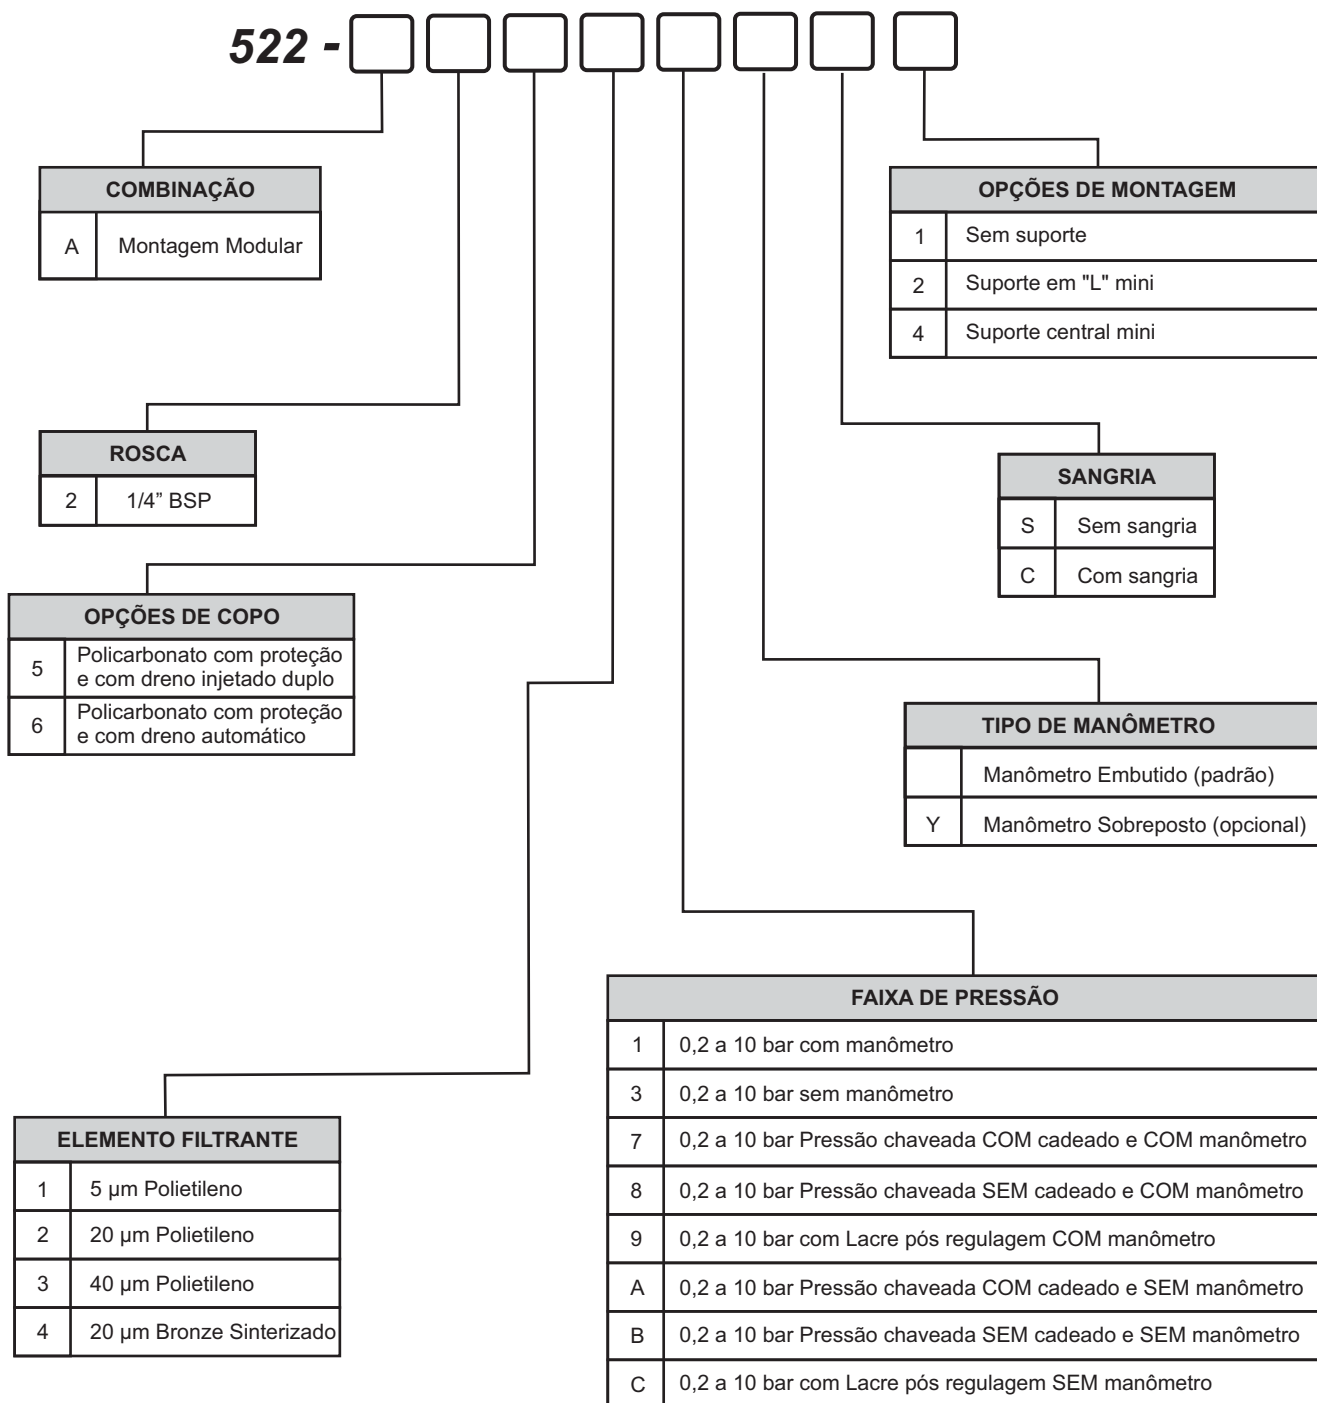 522 -
COMBINAÇÃO
A Montagem Modular
OPÇÕES DE MONTAGEM
1 Sem suporte
2 Suporte em "L" mini
4 Suporte central mini
ROSCA
2 1/4” BSP
SANGRIA
S Sem sangria
C Com sangria
OPÇÕES DE COPO
5 Policarbonato com proteção
e com dreno injetado duplo
6 Policarbonato com proteção
e com dreno automático
TIPO DE MANÔMETRO
Manômetro Embutido (padrão)
Y Manômetro Sobreposto (opcional)
FAIXA DE PRESSÃO
1 0,2 a 10 bar com manômetro
3 0,2 a 10 bar sem manômetro
7 0,2 a 10 bar Pressão chaveada COM cadeado e COM manômetro
8 0,2 a 10 bar Pressão chaveada SEM cadeado e COM manômetro
9 0,2 a 10 bar com Lacre pós regulagem COM manômetro
A 0,2 a 10 bar Pressão chaveada COM cadeado e SEM manômetro
B 0,2 a 10 bar Pressão chaveada SEM cadeado e SEM manômetro
C 0,2 a 10 bar com Lacre pós regulagem SEM manômetro
ELEMENTO FILTRANTE
1 5 µm Polietileno
2 20 µm Polietileno
3 40 µm Polietileno
4 20 µm Bronze Sinterizado